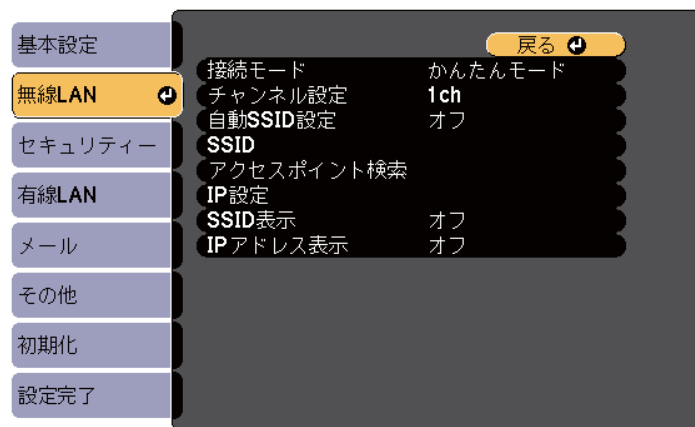 基本設定
無線LAN
セキュリティー
有線LAN
メール
その他
初期化
設定完了
戻る
接続モード かんたんモード
チャンネル設定 1ch
自動SSID設定 オフ
SSID
アクセスポイント検索
IP設定
SSID表示 オフ
IPアドレス表示 オフ